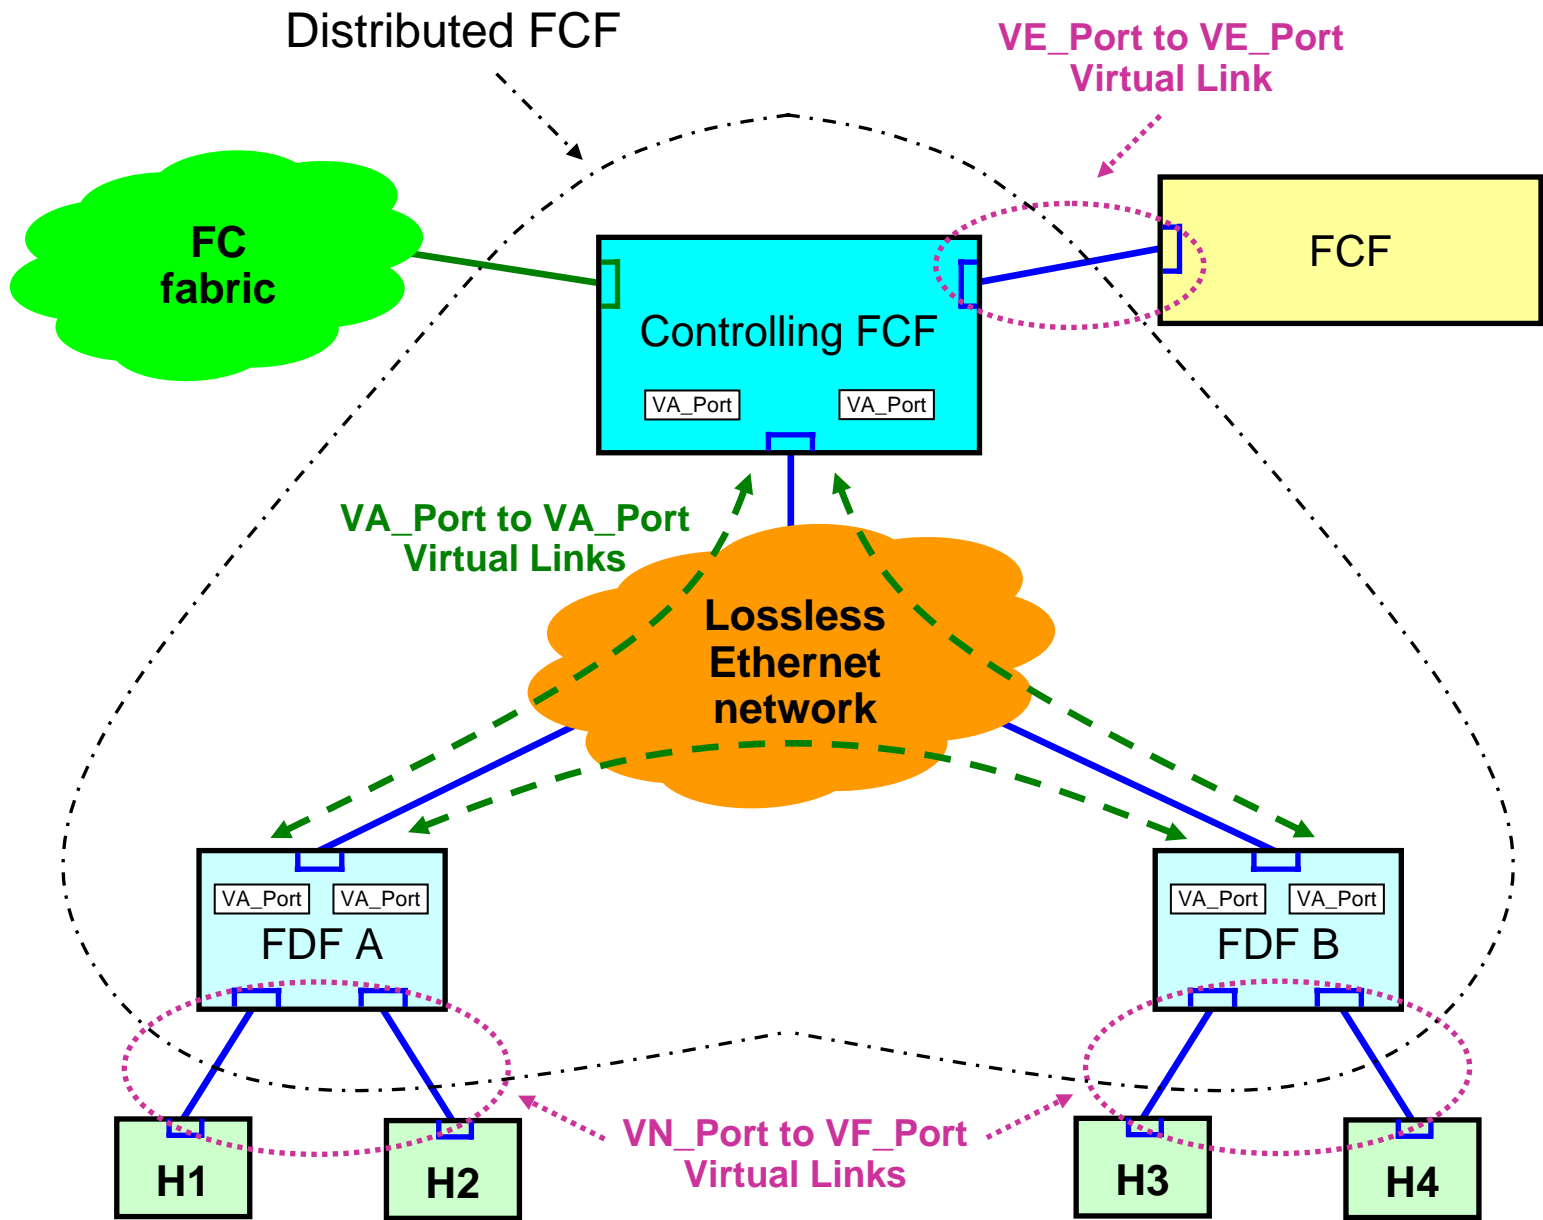 Distributed FCF
VE_Port to VE_Port
Virtual Link
FC
fabric
FCF
Controlling FCF
VA_Port
VA_Port
VA_Port to VA_Port
Virtual Links
Lossless
Ethernet
network
VA_Port
VA_Port
FDF A
VA_Port
VA_Port
FDF B
VN_Port to VF_Port
Virtual Links
H1
H2
H3
H4